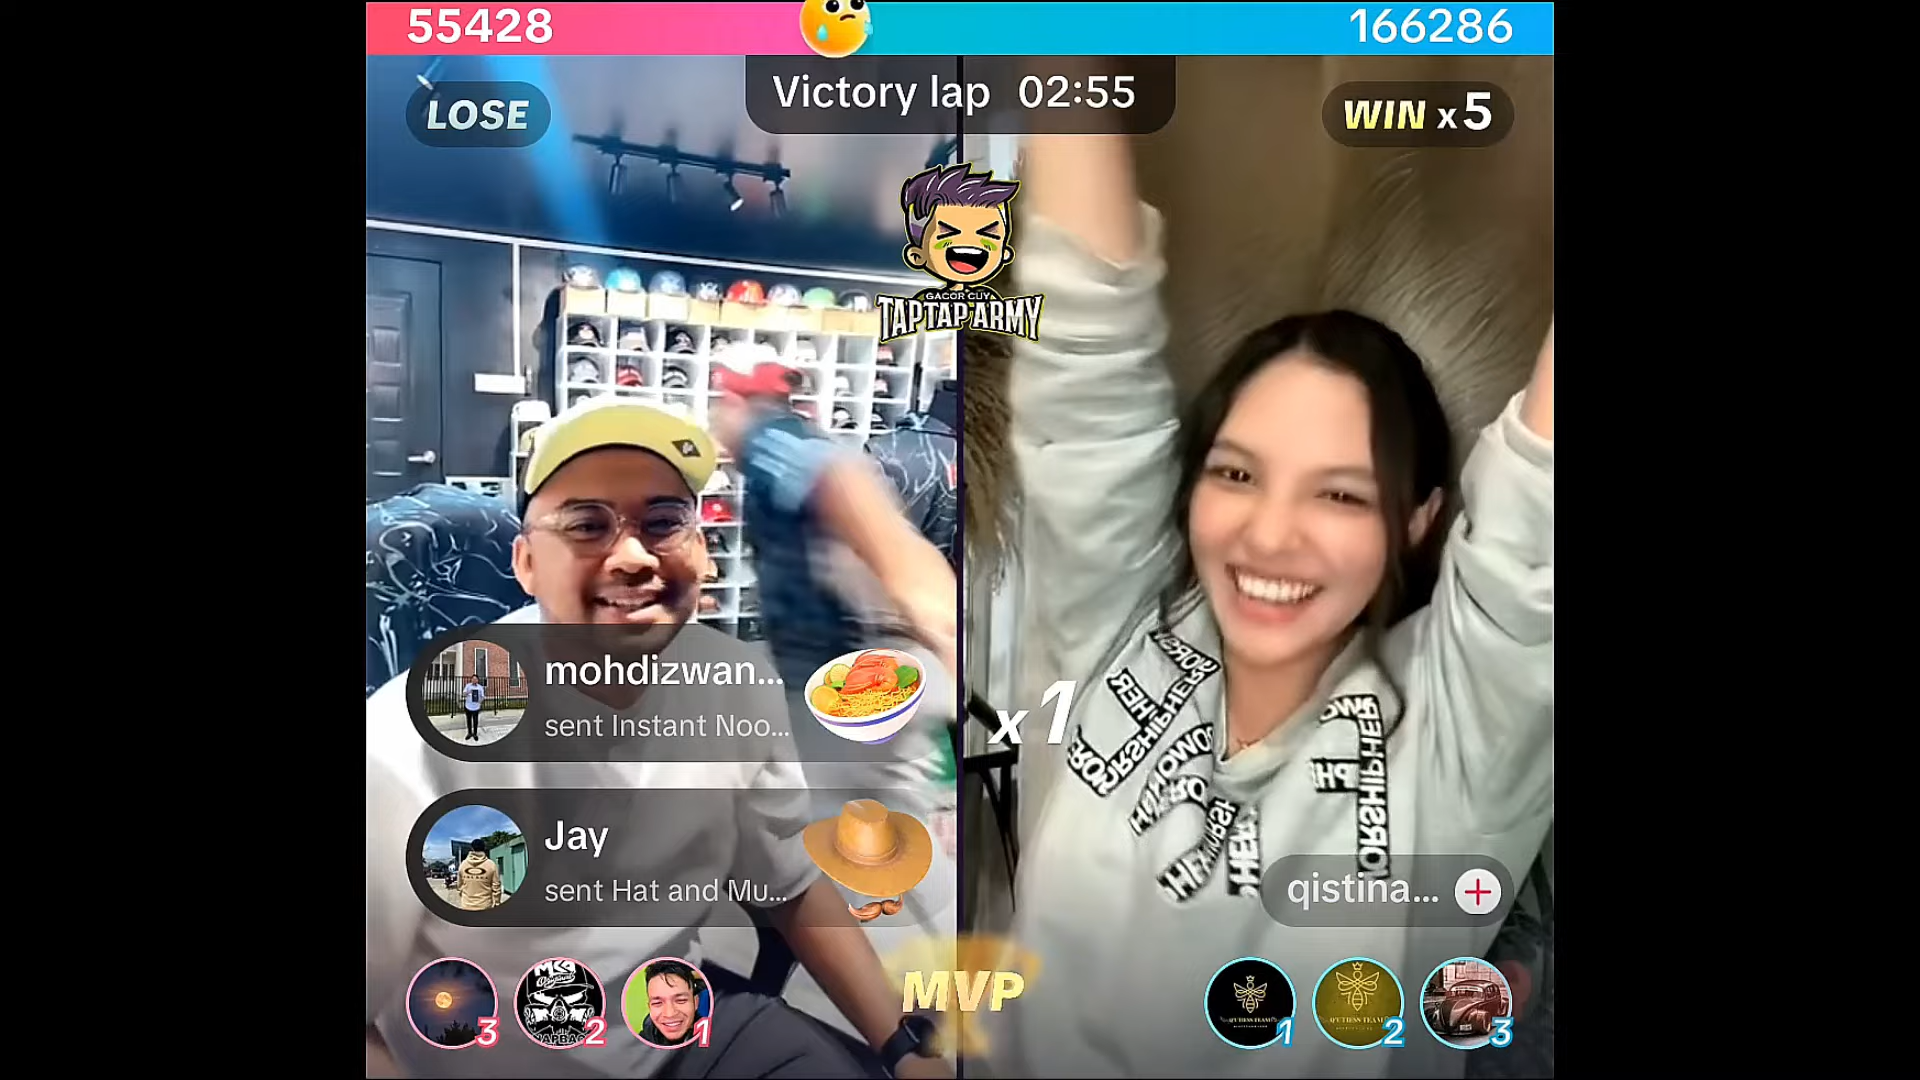 55428
166286
Victory lap 02:55
LOSE
WIN x5
GACOR CUY
TAPTAP ARMY
mohdizwan...
sent Instant Noo...
x1
Jay
sent Hat and Mu...
qistina...
MVP
3
2
1
1
2
3